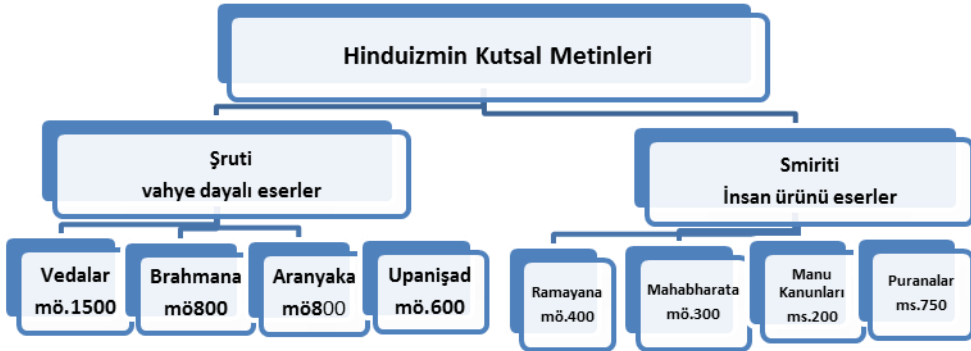 Hinduizmin Kutsal Metinleri
Şruti
vahye dayalı eserler
Smiriti
İnsan ürünü eserler
Vedalar
mö.1500
Brahmana
mö800
Aranyaka
mö800
Upanişad
mö.600
Ramayana
mö.400
Mahabharata
mö.300
Manu
Kanunları
ms.200
Puranalar
ms.750